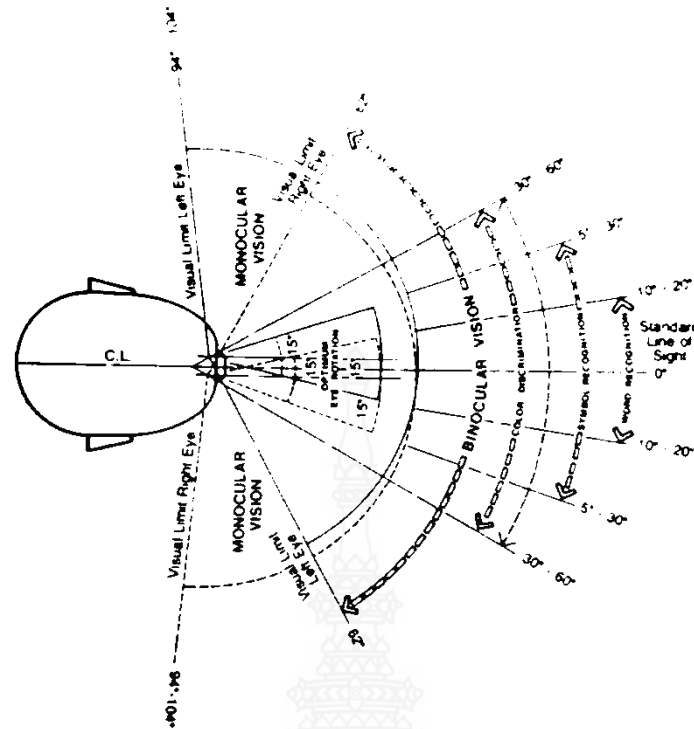 94° 104°
Visual Limit Left Eye
MONOCULAR
VISION
Visual Limit
Right Eye
C.L.
Visual Limit Right Eye
MONOCULAR
VISION
Visual Limit
Left Eye
94°-104°
15°
15°
15°
15°
OPTIMUM
EYE ROTATION
62°
BINOCULAR VISION
COLOR DISCRIMINATION
SYMBOL RECOGNITION
WORD RECOGNITION
30° 60°
5° 30°
10° - 20°
Standard
Line of
Sight
0°
10° - 20°
5° - 30°
30° - 60°